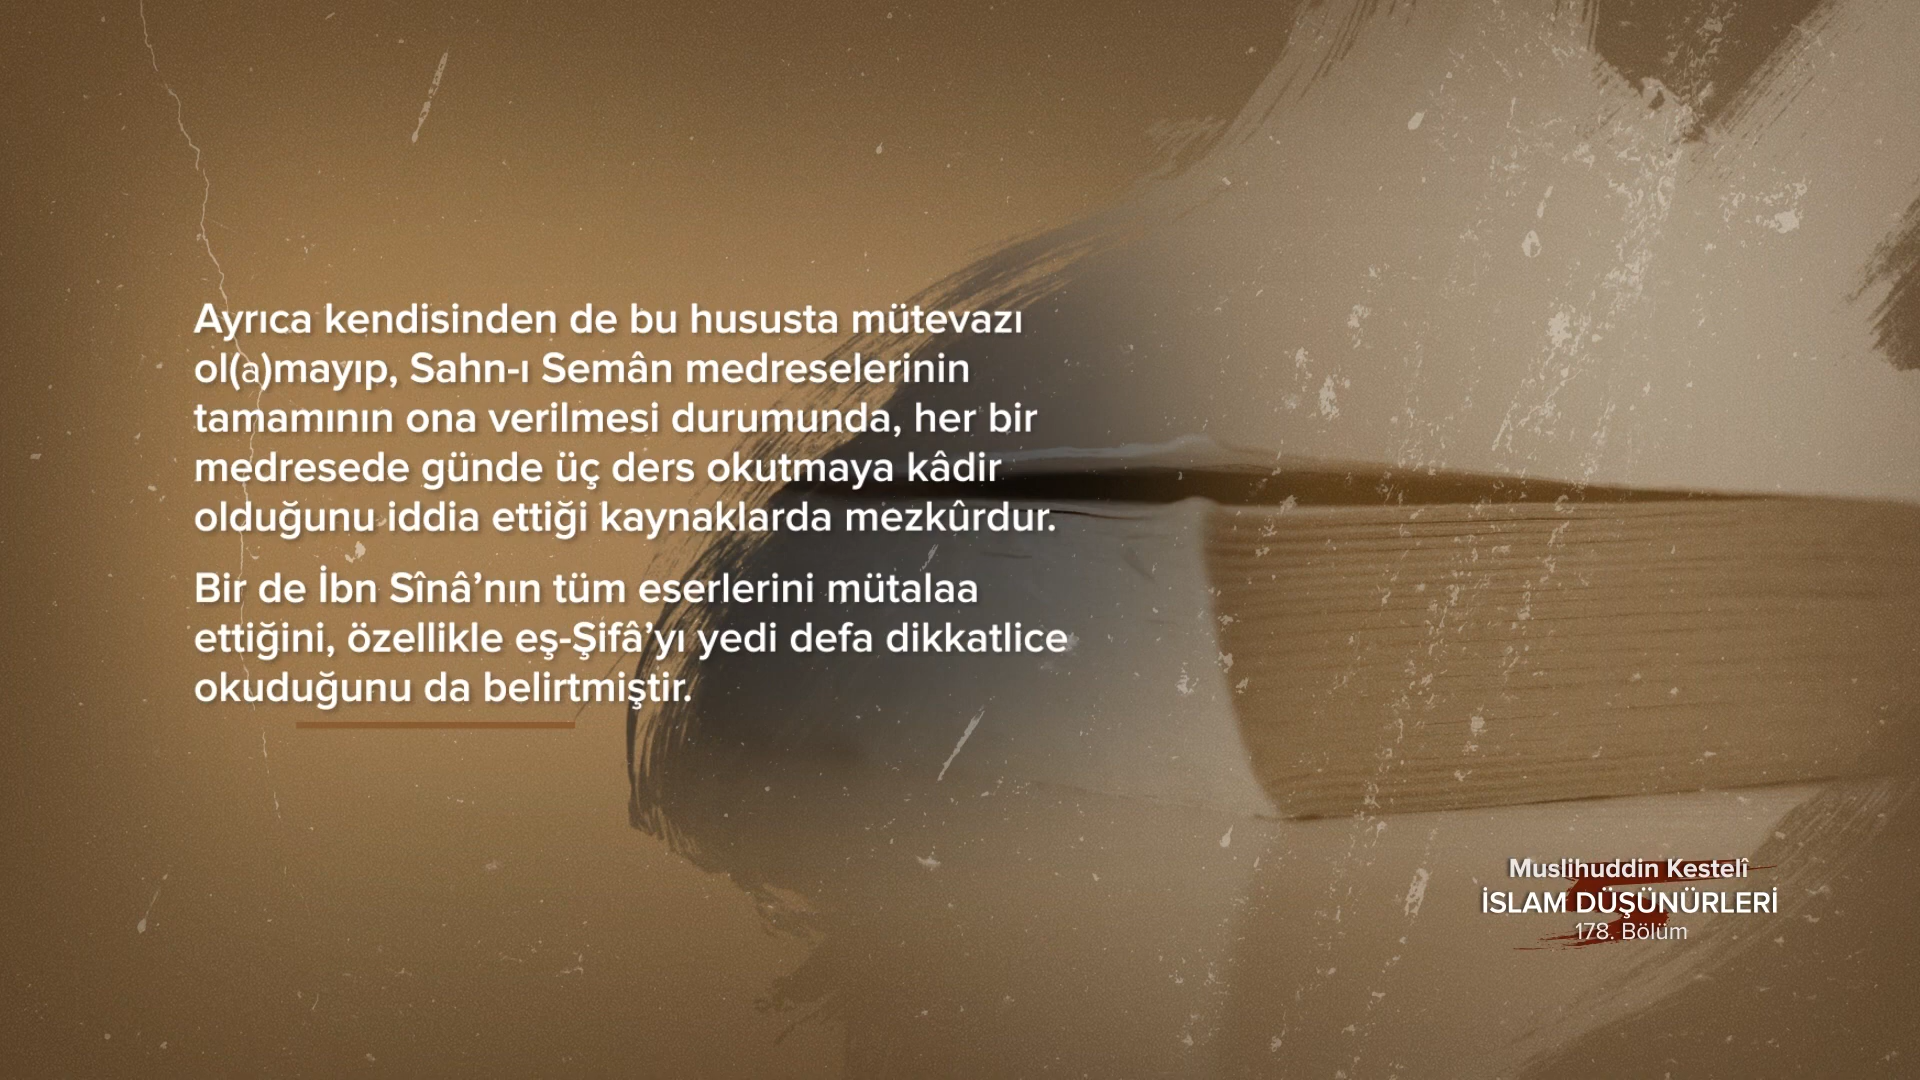 Ayrıca kendisinden de bu hususta mütevazı
ol(a)mayıp, Sahn-ı Semân medreselerinin
tamamının ona verilmesi durumunda, her bir
medresede günde üç ders okutmaya kâdir
olduğunu iddia ettiği kaynaklarda mezkûrdur.
Bir de İbn Sînâ’nın tüm eserlerini mütalaa
ettiğini, özellikle eş-Şifâ’yı yedi defa dikkatlice
okuduğunu da belirtmiştir.
Muslihuddin Kestelî
İSLAM DÜŞÜNÜRLERİ
178. Bölüm